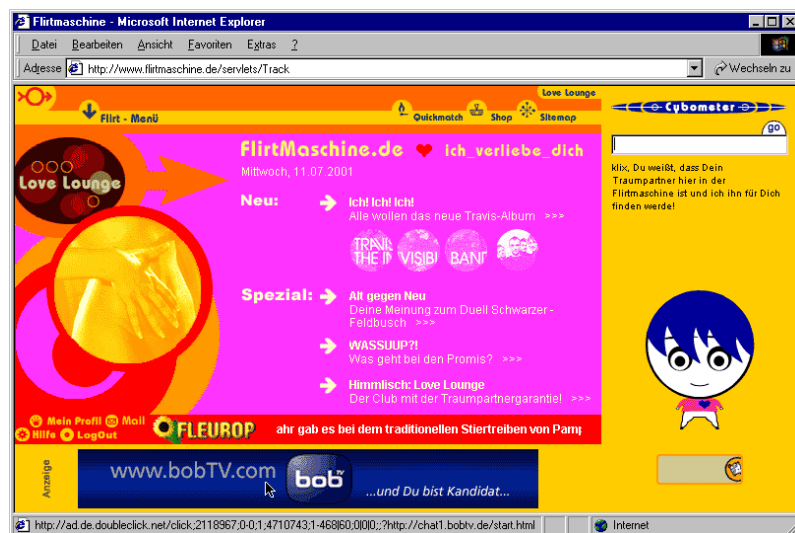 Flirtmaschine - Microsoft Internet Explorer
Datei Bearbeiten Ansicht Favoriten Extras ?
Adresse http://www.flirtmaschine.de/servlets/Track Wechseln zu
Love Lounge
Flirt - Menü Quickmatch Shop Sitemap
Cybometer
go
FlirtMaschine.de ich_verliebe_dich
Mittwoch, 11.07.2001
Love Lounge
klix, Du weißt, dass Dein
Traumpartner hier in der
Flirtmaschine ist und ich ihn für Dich
finden werde!
Neu: Ich! Ich! Ich!
Alle wollen das neue Travis-Album >>>
TRAVIS
THE IN VISIBL BAND
Spezial: Alt gegen Neu
Deine Meinung zum Duell Schwarzer -
Feldbusch >>>
WASSUUP?!
Was geht bei den Promis? >>>
Himmlisch: Love Lounge
Der Club mit der Traumpartnergarantie! >>>
Mein Profil Mail
Hilfe LogOut
FLEUROP ahr gab es bei dem traditionellen Stiertreiben von Pamp
Anzeige
www.bobTV.com bob TV ...und Du bist Kandidat...
http://ad.de.doubleclick.net/click;2118967;0-0;1;4710743;1-468|60;0|0|0;;?http://chat1.bobtv.de/start.html Internet